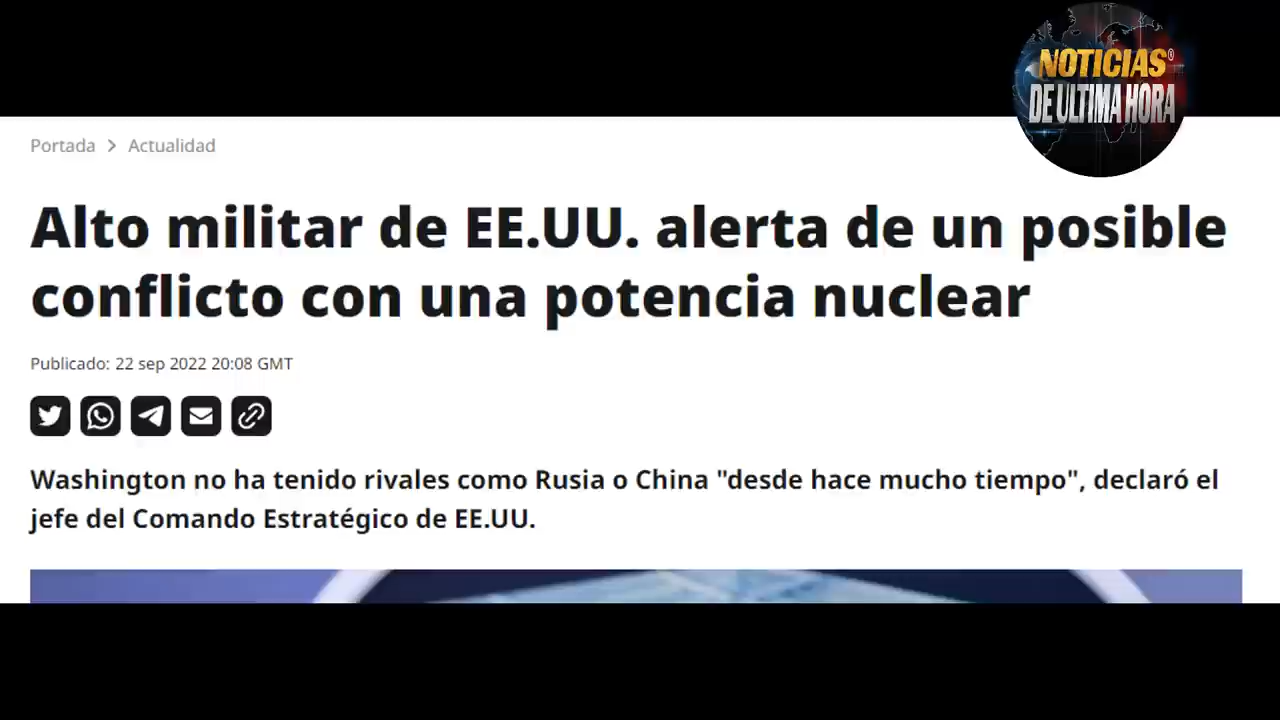 NOTICIAS
DE ULTIMA HORA
Portada > Actualidad
Alto militar de EE.UU. alerta de un posible
conflicto con una potencia nuclear
Publicado: 22 sep 2022 20:08 GMT
Washington no ha tenido rivales como Rusia o China "desde hace mucho tiempo", declaró el
jefe del Comando Estratégico de EE.UU.